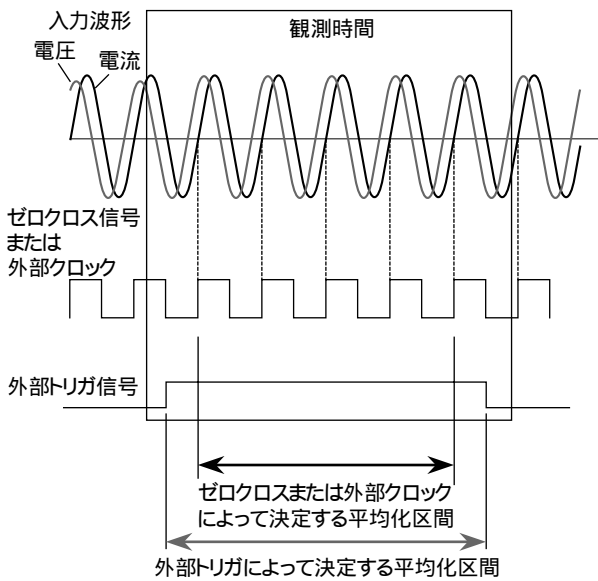 入力波形
観測時間
電圧
電流
ゼロクロス信号
または
外部クロック
外部トリガ信号
ゼロクロスまたは外部クロック
によって決定する平均化区間
外部トリガによって決定する平均化区間